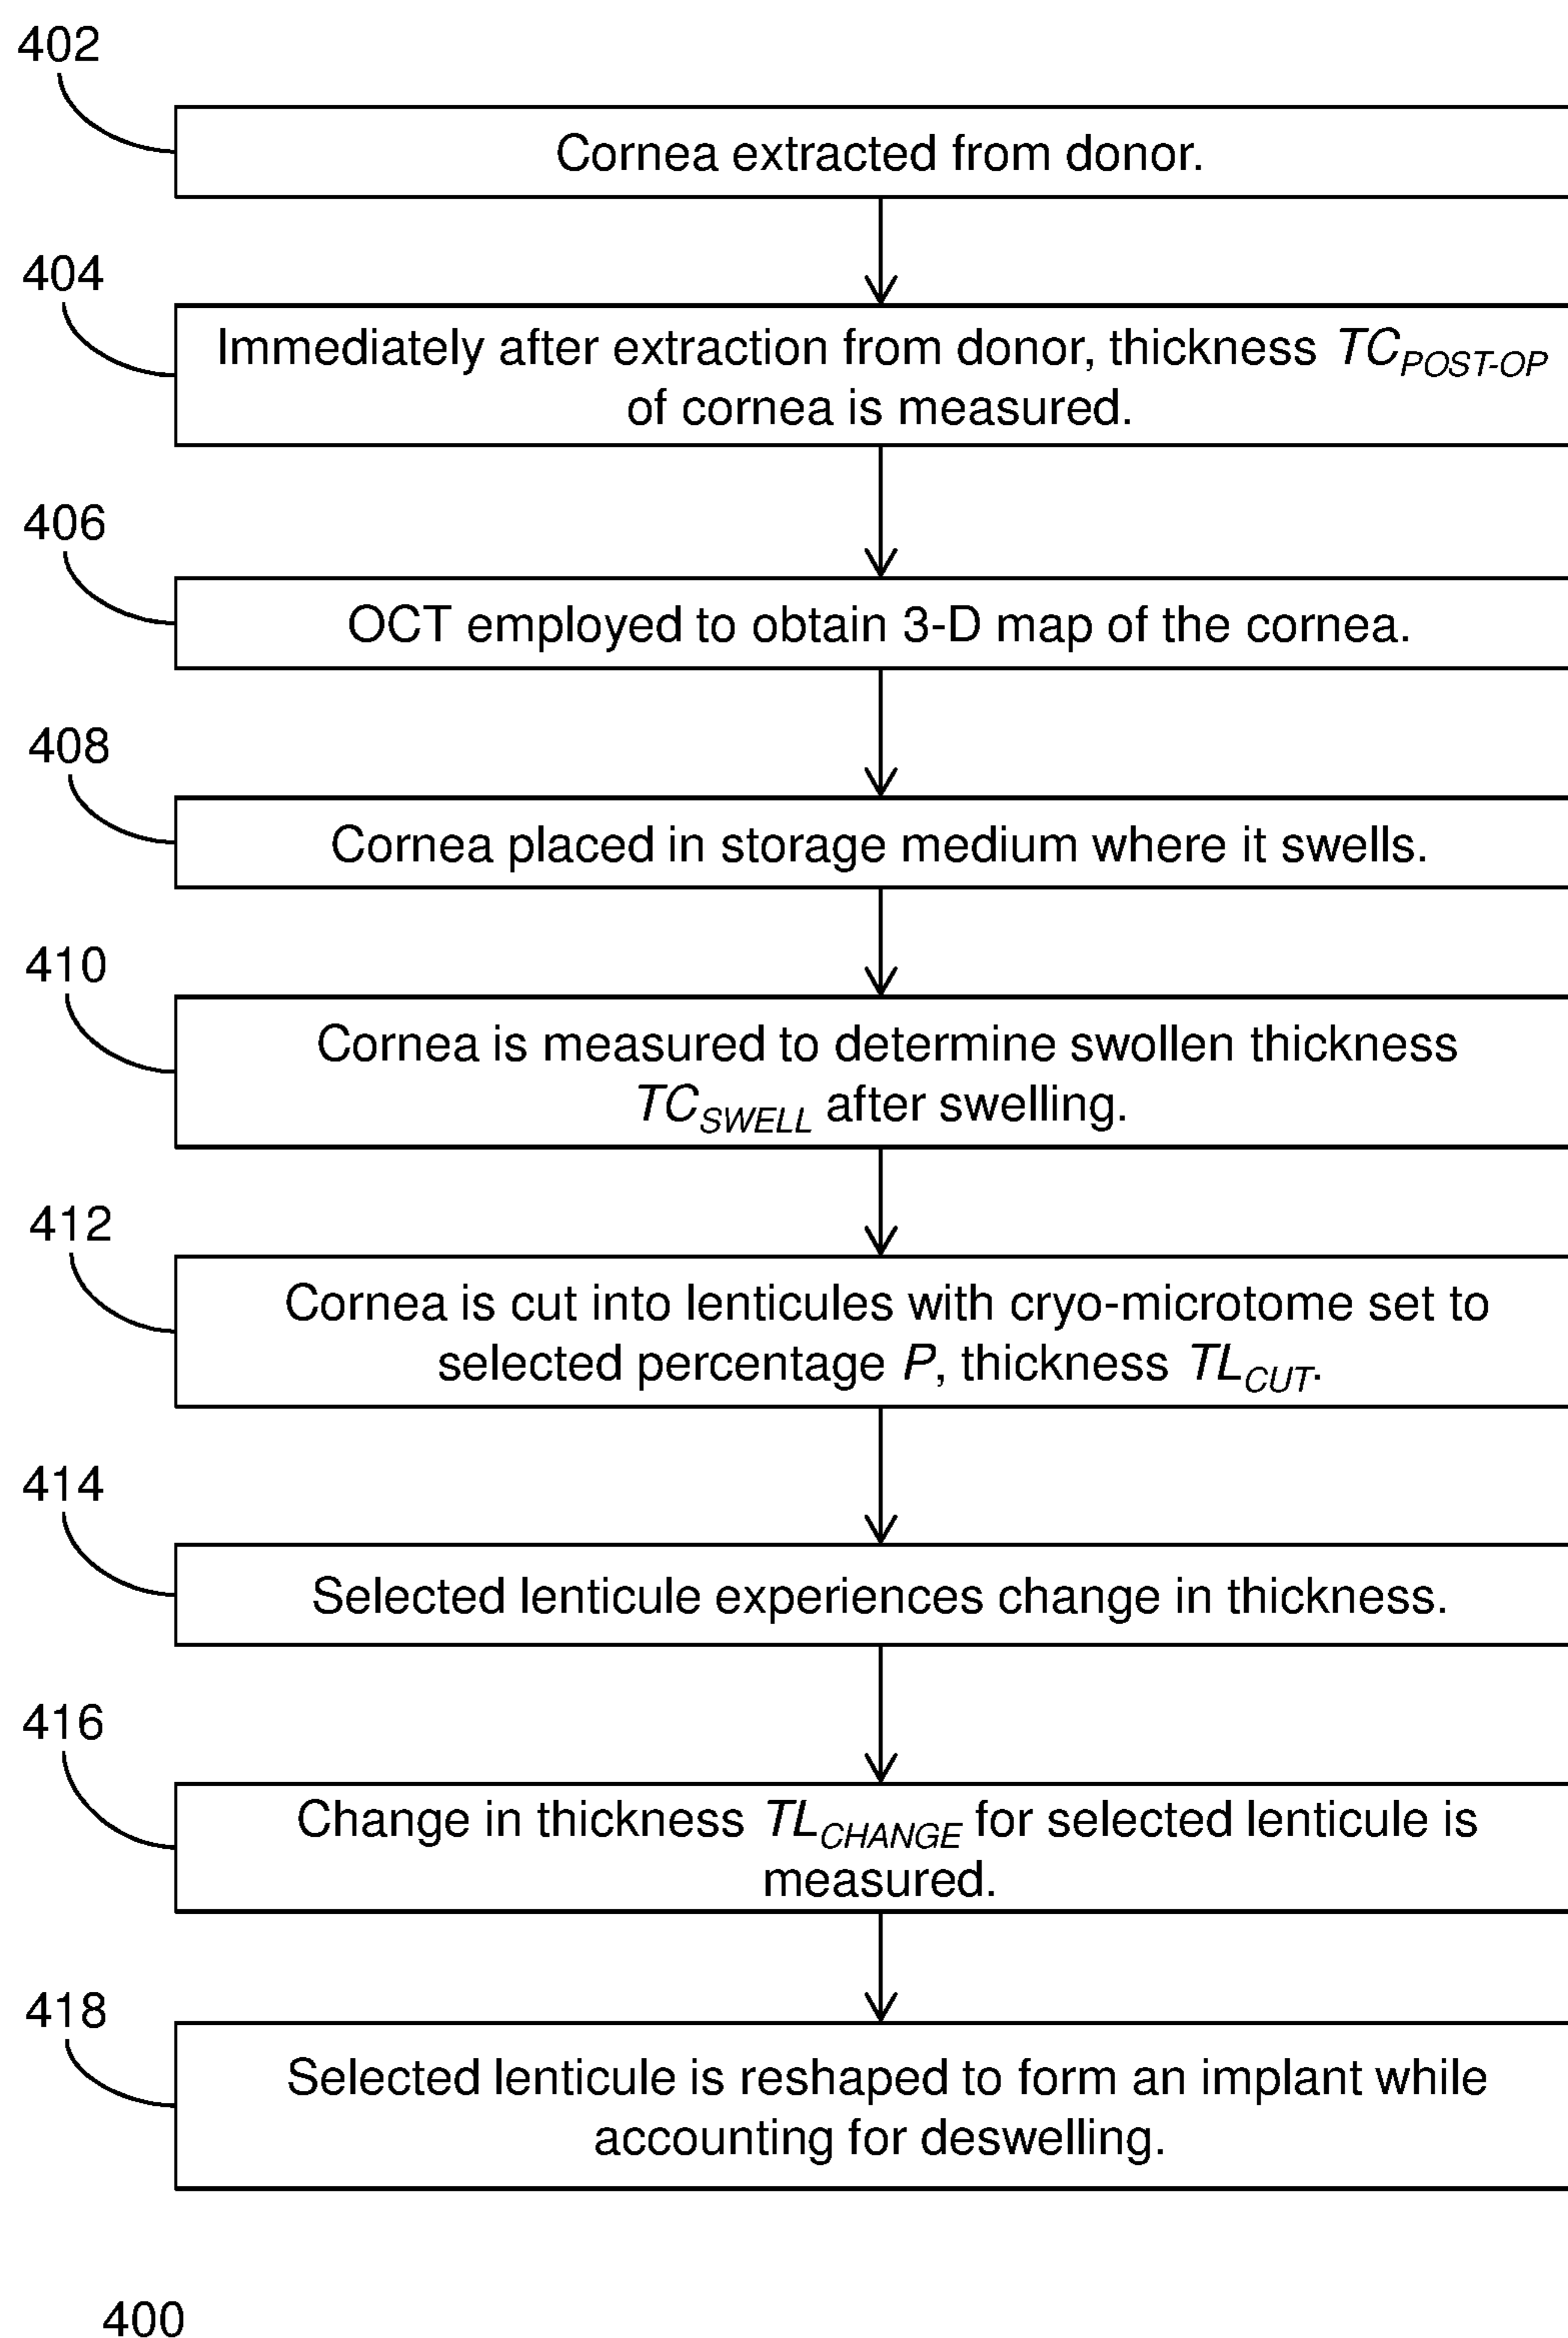 402
Cornea extracted from donor.
404
Immediately after extraction from donor, thickness TC_POST-OP
of cornea is measured.
406
OCT employed to obtain 3-D map of the cornea.
408
Cornea placed in storage medium where it swells.
410
Cornea is measured to determine swollen thickness
TC_SWELL after swelling.
412
Cornea is cut into lenticules with cryo-microtome set to
selected percentage P, thickness TL_CUT.
414
Selected lenticule experiences change in thickness.
416
Change in thickness TL_CHANGE for selected lenticule is
measured.
418
Selected lenticule is reshaped to form an implant while
accounting for deswelling.
400